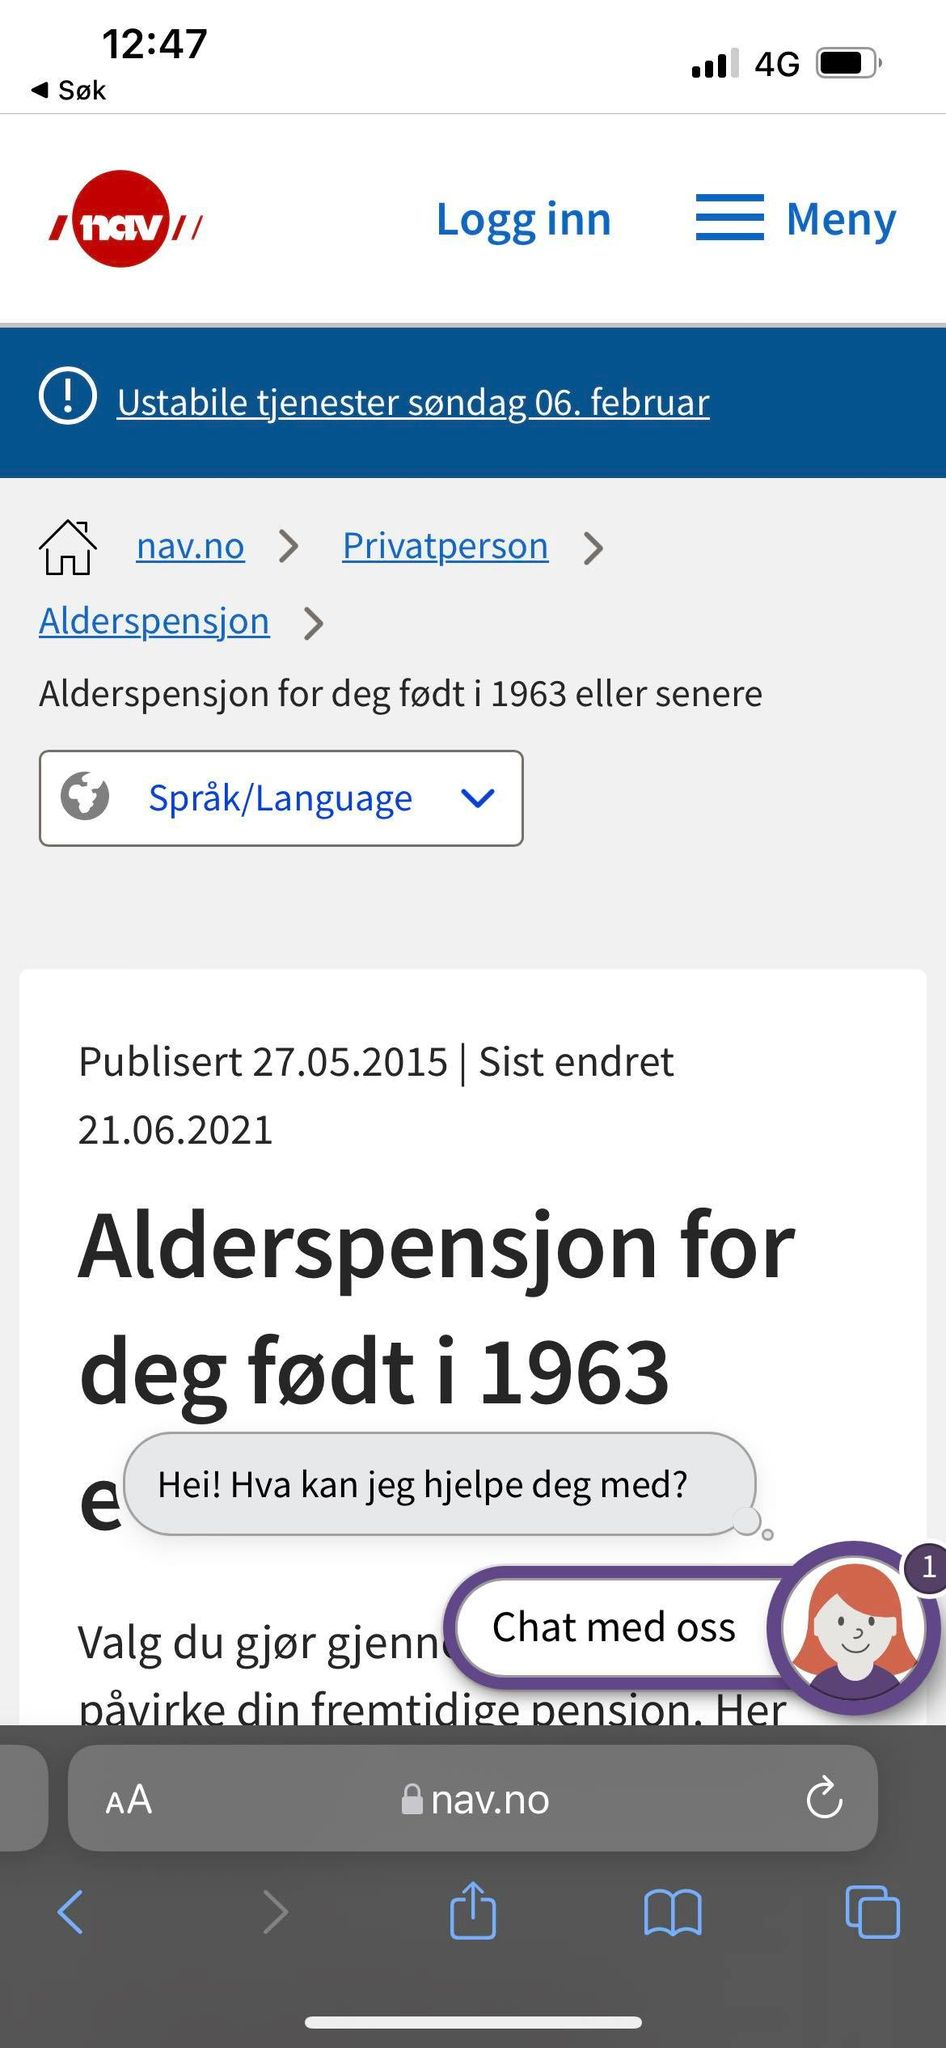 12:47
Søk
4G
nav
Logg inn
Meny
Ustabile tjenester søndag 06. februar
nav.no
Privatperson
Alderspensjon
Alderspensjon for deg født i 1963 eller senere
Språk/Language
Publisert 27.05.2015 | Sist endret
21.06.2021
Alderspensjon for
deg født i 1963
Hei! Hva kan jeg hjelpe deg med?
1
Chat med oss
Valg du gjør
påvirke din fremtidige pensjon. Her
AA
nav.no